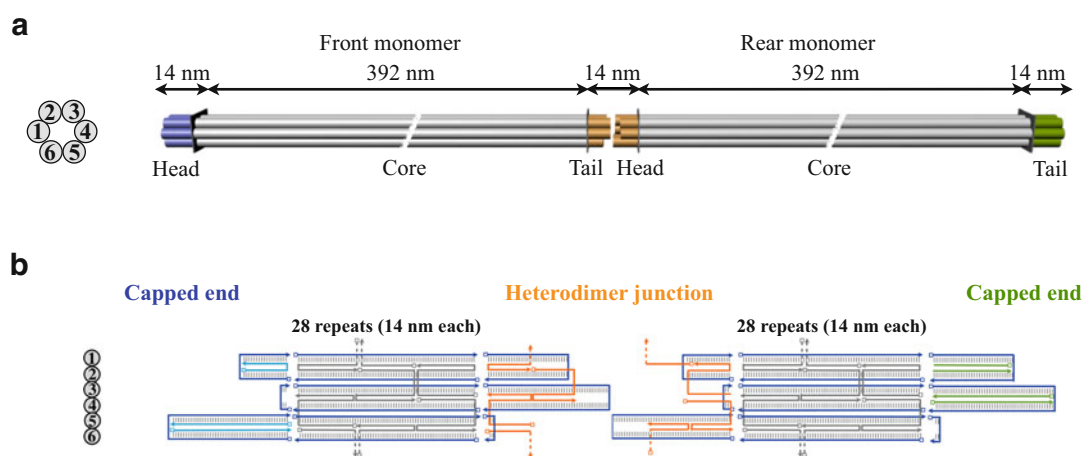 a
Front monomer Rear monomer
14 nm 392 nm 14 nm 392 nm 14 nm
2 3
1 4
6 5
Head Core Tail Head Core Tail
b
Capped end Heterodimer junction Capped end
28 repeats (14 nm each) 28 repeats (14 nm each)
1
2
3
4
5
6